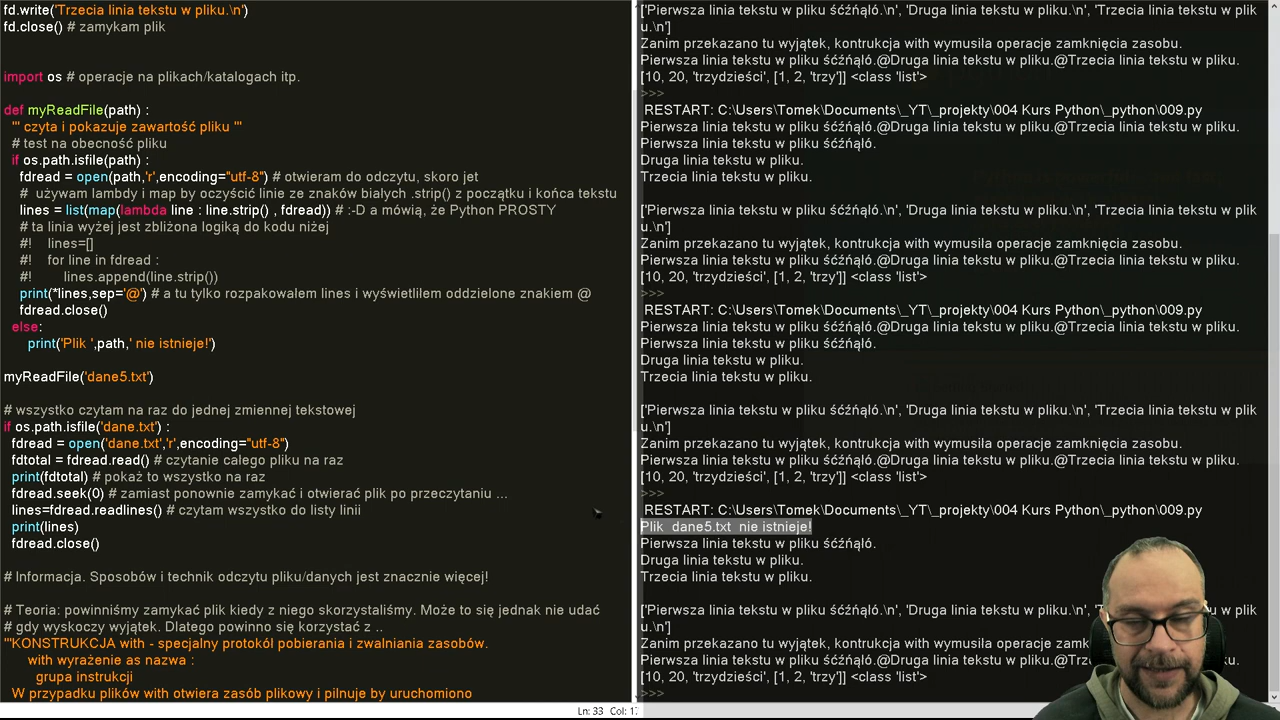 fd.write('Trzecia linia tekstu w pliku.\n')
fd.close() # zamykam plik
import os # operacje na plikach/katalogach itp.
def myReadFile(path) :
''' czyta i pokazuje zawartość pliku '''
# test na obecność pliku
if os.path.isfile(path) :
fdread = open(path,'r',encoding="utf-8") # otwieram do odczytu, skoro jet
#  używam lambdy i map by oczyścić linie ze znaków białych .strip() z początku i końca tekstu
lines = list(map(lambda line : line.strip() , fdread)) # :-D a mówią, że Python PROSTY
# ta linia wyżej jest zbliżona logiką do kodu niżej
#!    lines=[]
#!    for line in fdread :
#!        lines.append(line.strip())
print(*lines,sep='@') # a tu tylko rozpakowałem lines i wyświetliłem oddzielone znakiem @
fdread.close()
else:
print('Plik ',path,' nie istnieje!')
myReadFile('dane5.txt')
# wszystko czytam na raz do jednej zmiennej tekstowej
if os.path.isfile('dane.txt') :
fdread = open('dane.txt','r',encoding="utf-8")
fdtotal = fdread.read() # czytanie całego pliku na raz
print(fdtotal) # pokaż to wszystko na raz
fdread.seek(0) # zamiast ponownie zamykać i otwierać plik po przeczytaniu ...
lines=fdread.readlines() # czytam wszystko do listy linii
print(lines)
fdread.close()
# Informacja. Sposobów i technik odczytu pliku/danych jest znacznie więcej!
# Teoria: powinniśmy zamykać plik kiedy z niego skorzystaliśmy. Może to się jednak nie udać
# gdy wyskoczy wyjątek. Dlatego powinno się korzystać z ..
'''KONSTRUKCJA with - specjalny protokół pobierania i zwalniania zasobów.
with wyrażenie as nazwa :
grupa instrukcji
W przypadku plików with otwiera zasób plikowy i pilnuje by uruchomiono
['Pierwsza linia tekstu w pliku śćźńąłó.\n', 'Druga linia tekstu w pliku.\n', 'Trzecia linia tekstu w plik
u.\n']
Zanim przekazano tu wyjątek, kontrukcja with wymusiła operacje zamknięcia zasobu.
Pierwsza linia tekstu w pliku śćźńąłó.@Druga linia tekstu w pliku.@Trzecia linia tekstu w pliku.
[10, 20, 'trzydzieści', [1, 2, 'trzy']] <class 'list'>
>>>
RESTART: C:\Users\Tomek\Documents\_YT\_projekty\004 Kurs Python\_python\009.py
Pierwsza linia tekstu w pliku śćźńąłó.@Druga linia tekstu w pliku.@Trzecia linia tekstu w pliku.
Pierwsza linia tekstu w pliku śćźńąłó.
Druga linia tekstu w pliku.
Trzecia linia tekstu w pliku.
['Pierwsza linia tekstu w pliku śćźńąłó.\n', 'Druga linia tekstu w pliku.\n', 'Trzecia linia tekstu w plik
u.\n']
Zanim przekazano tu wyjątek, kontrukcja with wymusiła operacje zamknięcia zasobu.
Pierwsza linia tekstu w pliku śćźńąłó.@Druga linia tekstu w pliku.@Trzecia linia tekstu w pliku.
[10, 20, 'trzydzieści', [1, 2, 'trzy']] <class 'list'>
>>>
RESTART: C:\Users\Tomek\Documents\_YT\_projekty\004 Kurs Python\_python\009.py
Pierwsza linia tekstu w pliku śćźńąłó.@Druga linia tekstu w pliku.@Trzecia linia tekstu w pliku.
Pierwsza linia tekstu w pliku śćźńąłó.
Druga linia tekstu w pliku.
Trzecia linia tekstu w pliku.
['Pierwsza linia tekstu w pliku śćźńąłó.\n', 'Druga linia tekstu w pliku.\n', 'Trzecia linia tekstu w plik
u.\n']
Zanim przekazano tu wyjątek, kontrukcja with wymusiła operacje zamknięcia zasobu.
Pierwsza linia tekstu w pliku śćźńąłó.@Druga linia tekstu w pliku.@Trzecia linia tekstu w pliku.
[10, 20, 'trzydzieści', [1, 2, 'trzy']] <class 'list'>
>>>
RESTART: C:\Users\Tomek\Documents\_YT\_projekty\004 Kurs Python\_python\009.py
Plik  dane5.txt  nie istnieje!
Pierwsza linia tekstu w pliku śćźńąłó.
Druga linia tekstu w pliku.
Trzecia linia tekstu w pliku.
['Pierwsza linia tekstu w pliku śćźńąłó.\n', 'Druga linia tekstu w pliku.\n', 'T linia tekstu w plik
u.\n']
Zanim przekazano tu wyjątek, kontrukcja with wymusiła operacje zamk zasobu.
Pierwsza linia tekstu w pliku śćźńąłó.@Druga linia tekstu w pliku.@Trze w pliku.
[10, 20, 'trzydzieści', [1, 2, 'trzy']] <class 'list'>
>>>
Ln: 33  Col: 1